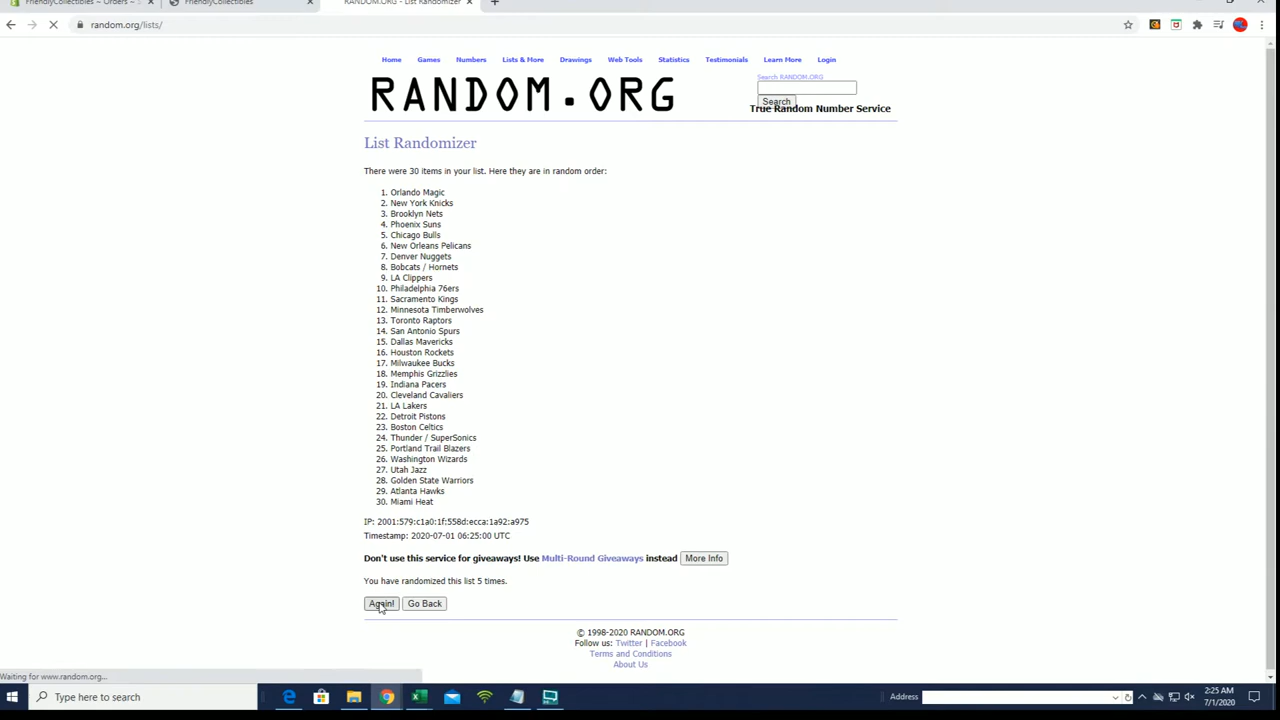 FriendlyCollectibles – Orders –
FriendlyCollectibles
RANDOM.ORG - List Randomizer
random.org/lists/
Home Games Numbers Lists & More Drawings Web Tools Statistics Testimonials Learn More Login
RANDOM.ORG
Search RANDOM.ORG
Search
True Random Number Service
List Randomizer
There were 30 items in your list. Here they are in random order:
1. Orlando Magic
2. New York Knicks
3. Brooklyn Nets
4. Phoenix Suns
5. Chicago Bulls
6. New Orleans Pelicans
7. Denver Nuggets
8. Bobcats / Hornets
9. LA Clippers
10. Philadelphia 76ers
11. Sacramento Kings
12. Minnesota Timberwolves
13. Toronto Raptors
14. San Antonio Spurs
15. Dallas Mavericks
16. Houston Rockets
17. Milwaukee Bucks
18. Memphis Grizzlies
19. Indiana Pacers
20. Cleveland Cavaliers
21. LA Lakers
22. Detroit Pistons
23. Boston Celtics
24. Thunder / SuperSonics
25. Portland Trail Blazers
26. Washington Wizards
27. Utah Jazz
28. Golden State Warriors
29. Atlanta Hawks
30. Miami Heat
IP: 2001:579:c1a0:1f:558d:ecca:1a92:a975
Timestamp: 2020-07-01 06:25:00 UTC
Don't use this service for giveaways! Use Multi-Round Giveaways instead More Info
You have randomized this list 5 times.
Again! Go Back
© 1998-2020 RANDOM.ORG
Follow us: Twitter | Facebook
Terms and Conditions
About Us
Waiting for www.random.org...
Type here to search
Address
2:25 AM
7/1/2020